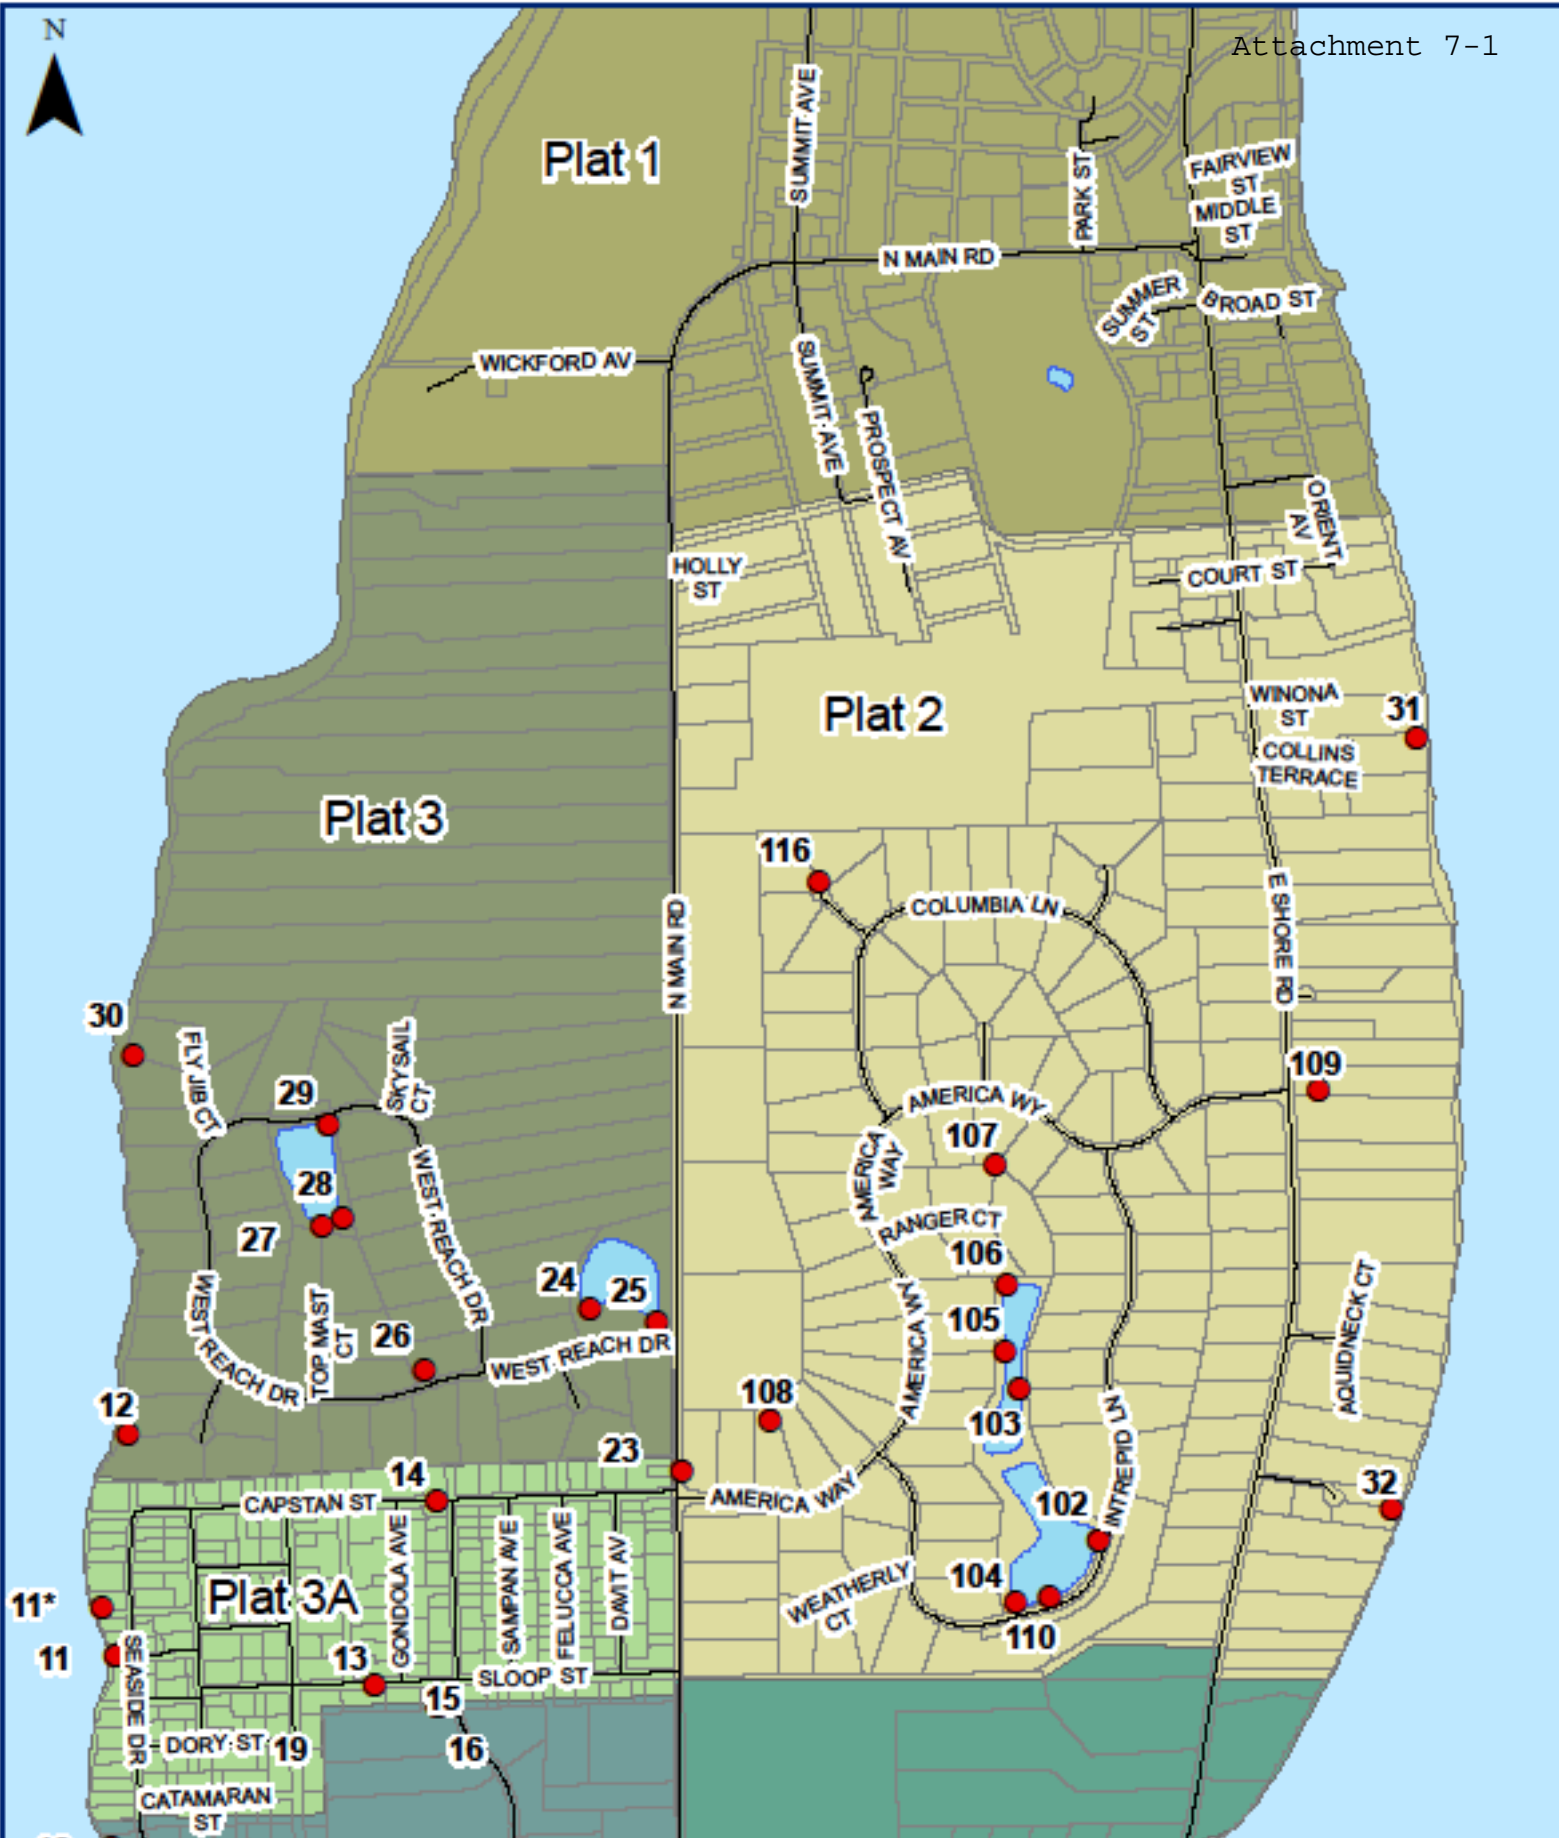 N
Attachment 7-1
Plat 1
SUMMIT AVE
PARK ST
FAIRVIEW
ST
MIDDLE
ST
N MAIN RD
SUMMER
ST
BROAD ST
WICKFORD AV
SUMMIT AVE
PROSPECT AV
ORIENT
AV
HOLLY
ST
COURT ST
Plat 2
WINONA
ST
31
COLLINS
TERRACE
Plat 3
116
COLUMBIA LN
E SHORE RD
N MAIN RD
30
FLY JIB CT
SKYSAIL
CT
29
109
AMERICA WY
107
AMERICA
WAY
28
WEST REACH DR
RANGER CT
27
106
24
25
AQUIDNECK CT
WEST REACH DR
TOP MAST
CT
26
105
AMERICA WY
WEST REACH DR
12
108
103
INTREPID LN
23
14
32
CAPSTAN ST
AMERICA WAY
102
GONDOLA AVE
SAMPAN AVE
FELUCCA AVE
DAVIT AV
Plat 3A
104
WEATHERLY
CT
11*
110
11
SEASIDE DR
13
SLOOP ST
15
DORY ST
19
16
CATAMARAN
ST